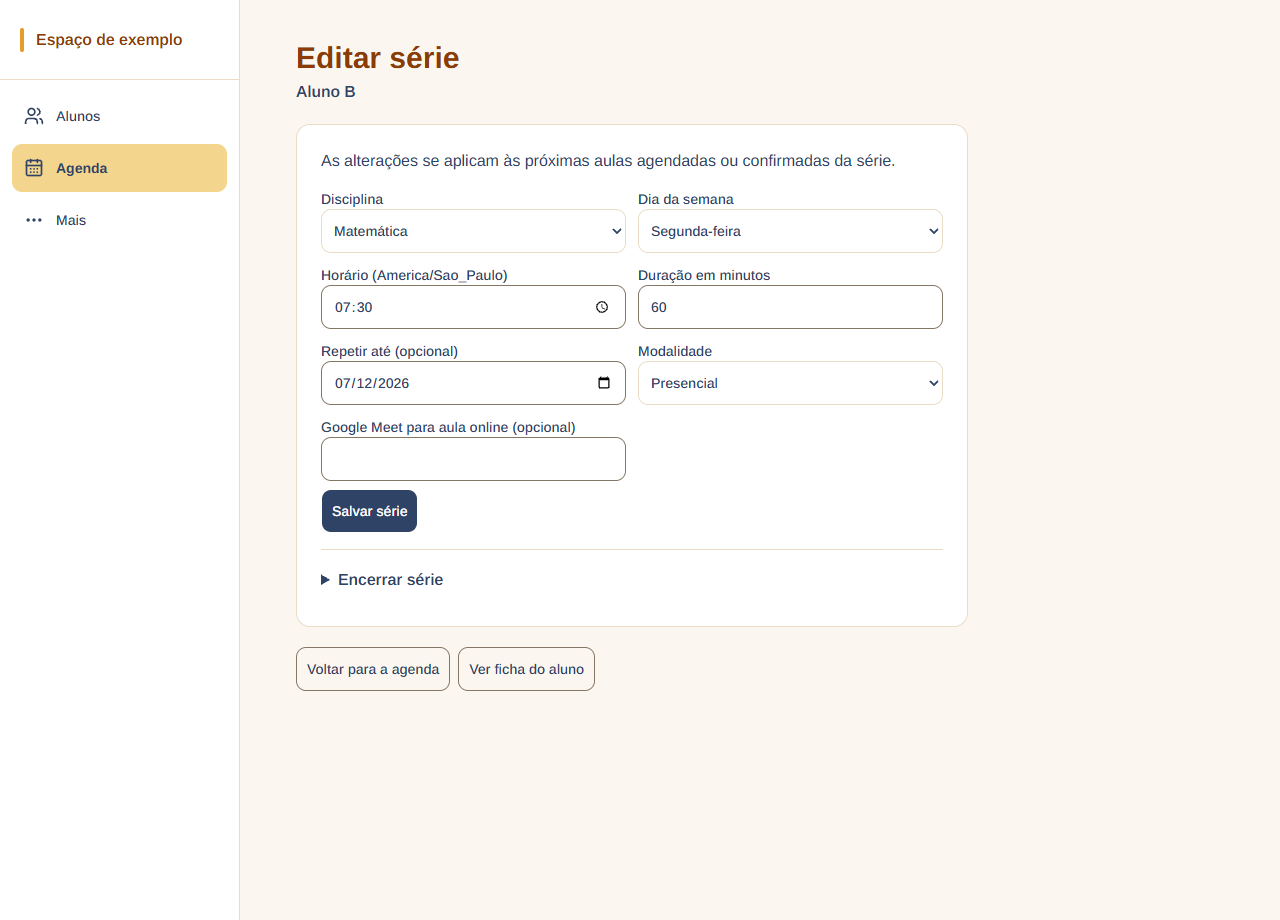 Espaço de exemplo
Alunos
Agenda
Mais
Editar série
Aluno B
As alterações se aplicam às próximas aulas agendadas ou confirmadas da série.
Disciplina
Matemática
Dia da semana
Segunda-feira
Horário (America/Sao_Paulo)
07:30
Duração em minutos
60
Repetir até (opcional)
07/12/2026
Modalidade
Presencial
Google Meet para aula online (opcional)
Salvar série
Encerrar série
Voltar para a agenda
Ver ficha do aluno